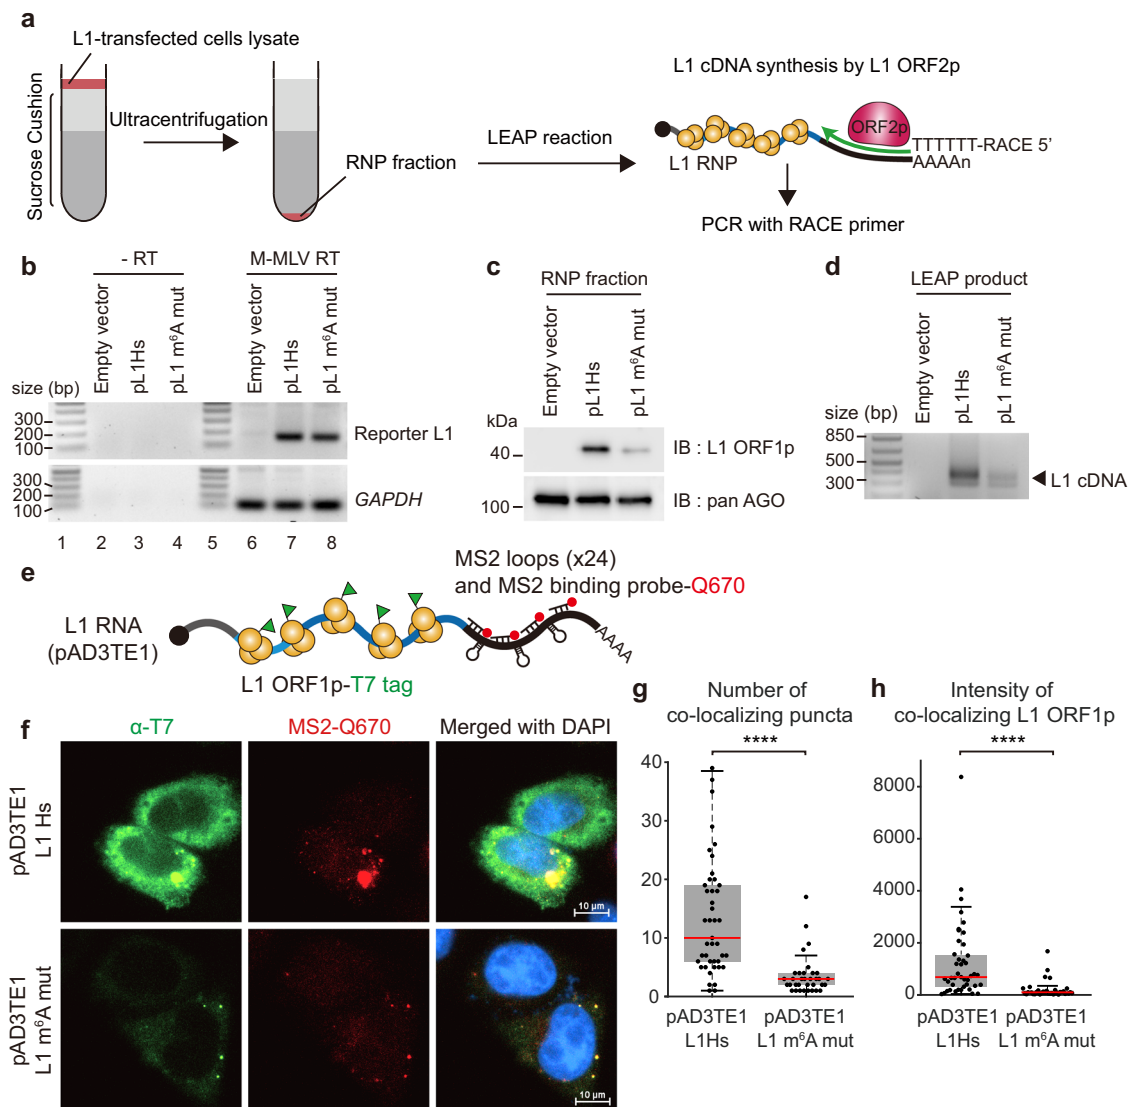 a
L1-transfected cells lysate
Sucrose Cushion
Ultracentrifugation
RNP fraction
LEAP reaction
L1 cDNA synthesis by L1 ORF2p
ORF2p
TTTTTT-RACE 5'
AAAAn
L1 RNP
PCR with RACE primer
b
- RT
M-MLV RT
Empty vector
pL1Hs
pL1 m⁶A mut
Empty vector
pL1Hs
pL1 m⁶A mut
size (bp)
300
200
100
Reporter L1
300
200
100
GAPDH
1 2 3 4 5 6 7 8
c
RNP fraction
Empty vector
pL1Hs
pL1 m⁶A mut
kDa
40
IB : L1 ORF1p
100
IB : pan AGO
d
LEAP product
Empty vector
pL1Hs
pL1 m⁶A mut
size (bp)
850
500
300
L1 cDNA
e
MS2 loops (x24)
and MS2 binding probe-Q670
L1 RNA
(pAD3TE1)
AAAA
L1 ORF1p-T7 tag
f
α-T7
MS2-Q670
Merged with DAPI
pAD3TE1
L1 Hs
10 µm
pAD3TE1
L1 m⁶A mut
10 µm
g
Number of
co-localizing puncta
****
40
30
20
10
0
pAD3TE1
L1Hs
pAD3TE1
L1 m⁶A mut
h
Intensity of
co-localizing L1 ORF1p
****
8000
6000
4000
2000
0
pAD3TE1
L1Hs
pAD3TE1
L1 m⁶A mut